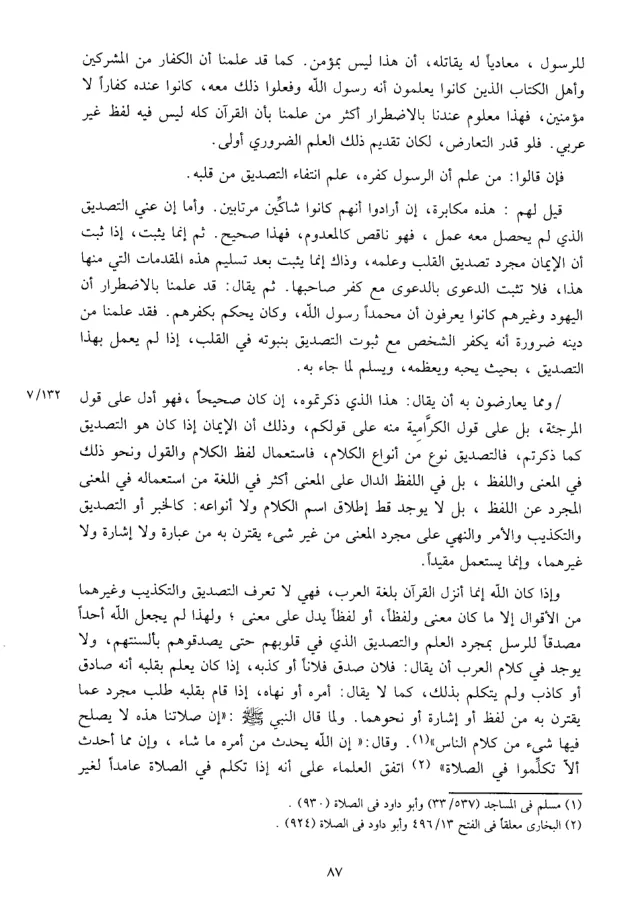 للرسول ، معادياً له يقاتله، أن هذا ليس بمؤمن. كما قد علمنا أن الكفار من المشركين
وأهل الكتاب الذين كانوا يعلمون أنه رسول الله وفعلوا ذلك معه، كانوا عنده كفاراً لا
مؤمنين، فهذا معلوم عندنا بالاضطرار أكثر من علمنا بأن القرآن كله ليس فيه لفظ غير
عربي. فلو قدر التعارض، لكان تقديم ذلك العلم الضروري أولى.
فإن قالوا: من علم أن الرسول كفره، علم انتفاء التصديق من قلبه.
قيل لهم : هذه مكابرة، إن أرادوا أنهم كانوا شاكِّين مرتابين. وأما إن عني التصديق
الذي لم يحصل معه عمل ، فهو ناقص كالمعدوم، فهذا صحيح. ثم إنما يثبت، إذا ثبت
أن الإيمان مجرد تصديق القلب وعلمه، وذاك إنما يثبت بعد تسليم هذه المقدمات التي منها
هذا، فلا تثبت الدعوى بالدعوى مع كفر صاحبها. ثم يقال: قد علمنا بالاضطرار أن
اليهود وغيرهم كانوا يعرفون أن محمداً رسول الله، وكان يحكم بكفرهم. فقد علمنا من
دينه ضرورة أنه يكفر الشخص مع ثبوت التصديق بنبوته في القلب، إذا لم يعمل بهذا
التصديق ، بحيث يحبه ويعظمه، ويسلم لما جاء به.
٧/١٣٢ / ومما يعارضون به أن يقال: هذا الذي ذكرتموه، إن كان صحيحاً ،فهو أدل على قول
المرجئة، بل على قول الكرَّامِية منه على قولكم، وذلك أن الإيمان إذا كان هو التصديق
كما ذكرتم، فالتصديق نوع من أنواع الكلام، فاستعمال لفظ الكلام والقول ونحو ذلك
في المعنى واللفظ ، بل في اللفظ الدال على المعنى أكثر في اللغة من استعماله في المعنى
المجرد عن اللفظ ، بل لا يوجد قط إطلاق اسم الكلام ولا أنواعه: كالخبر أو التصديق
والتكذيب والأمر والنهي على مجرد المعنى من غير شىء يقترن به من عبارة ولا إشارة ولا
غيرهما، وإنما يستعمل مقيداً.
وإذا كان الله إنما أنزل القرآن بلغة العرب، فهي لا تعرف التصديق والتكذيب وغيرهما
من الأقوال إلا ما كان معنى ولفظاً، أو لفظاً يدل على معنى ؛ ولهذا لم يجعل الله أحداً
مصدقاً للرسل بمجرد العلم والتصديق الذي في قلوبهم حتى يصدقوهم بألسنتهم، ولا
يوجد في كلام العرب أن يقال: فلان صدق فلاناً أو كذبه، إذا كان يعلم بقلبه أنه صادق
أو كاذب ولم يتكلم بذلك، كما لا يقال: أمره أو نهاه، إذا قام بقلبه طلب مجرد عما
يقترن به من لفظ أو إشارة أو نحوهما. ولما قال النبي ﷺ :«إن صلاتنا هذه لا يصلح
فيها شىء من كلام الناس»(١). وقال:« إن الله يحدث من أمره ما شاء ، وإن مما أحدث
ألاَّ تكلَّموا في الصلاة» (٢) اتفق العلماء على أنه إذا تكلم في الصلاة عامداً لغير
(١) مسلم فى المساجد (٥٣٧/ ٣٣) وأبو داود فى الصلاة (٩٣٠) .
(٢) البخارى معلقاً فى الفتح ٤٩٦/١٣ وأبو داود فى الصلاة (٩٢٤) .
٨٧